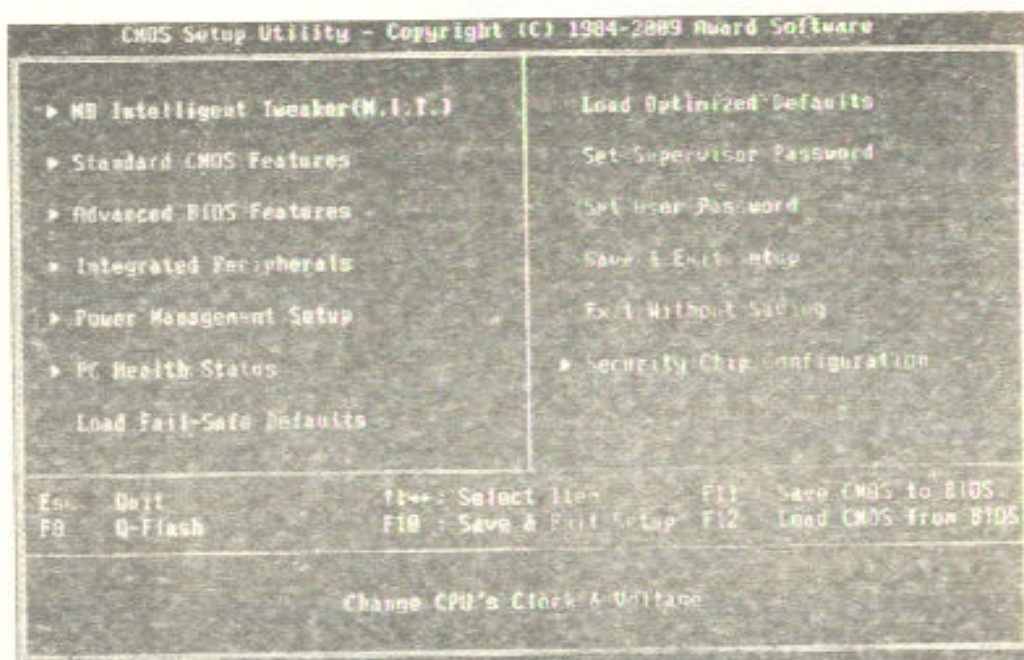 CMOS Setup Utility - Copyright (C) 1984-2009 Award Software
▶ MB Intelligent Tweaker(M.I.T.)
▶ Standard CMOS Features
▶ Advanced BIOS Features
▶ Integrated Peripherals
▶ Power Management Setup
▶ PC Health Status
Load Fail-Safe Defaults
Load Optimized Defaults
Set Supervisor Password
Set User Password
Save & Exit Setup
Exit Without Saving
▶ Security Chip Configuration
Esc : Quit
F8 : Q-Flash
↑↓→← : Select Item
F10 : Save & Exit Setup
F11 : Save CMOS to BIOS
F12 : Load CMOS from BIOS
Change CPU's Clock & Voltage